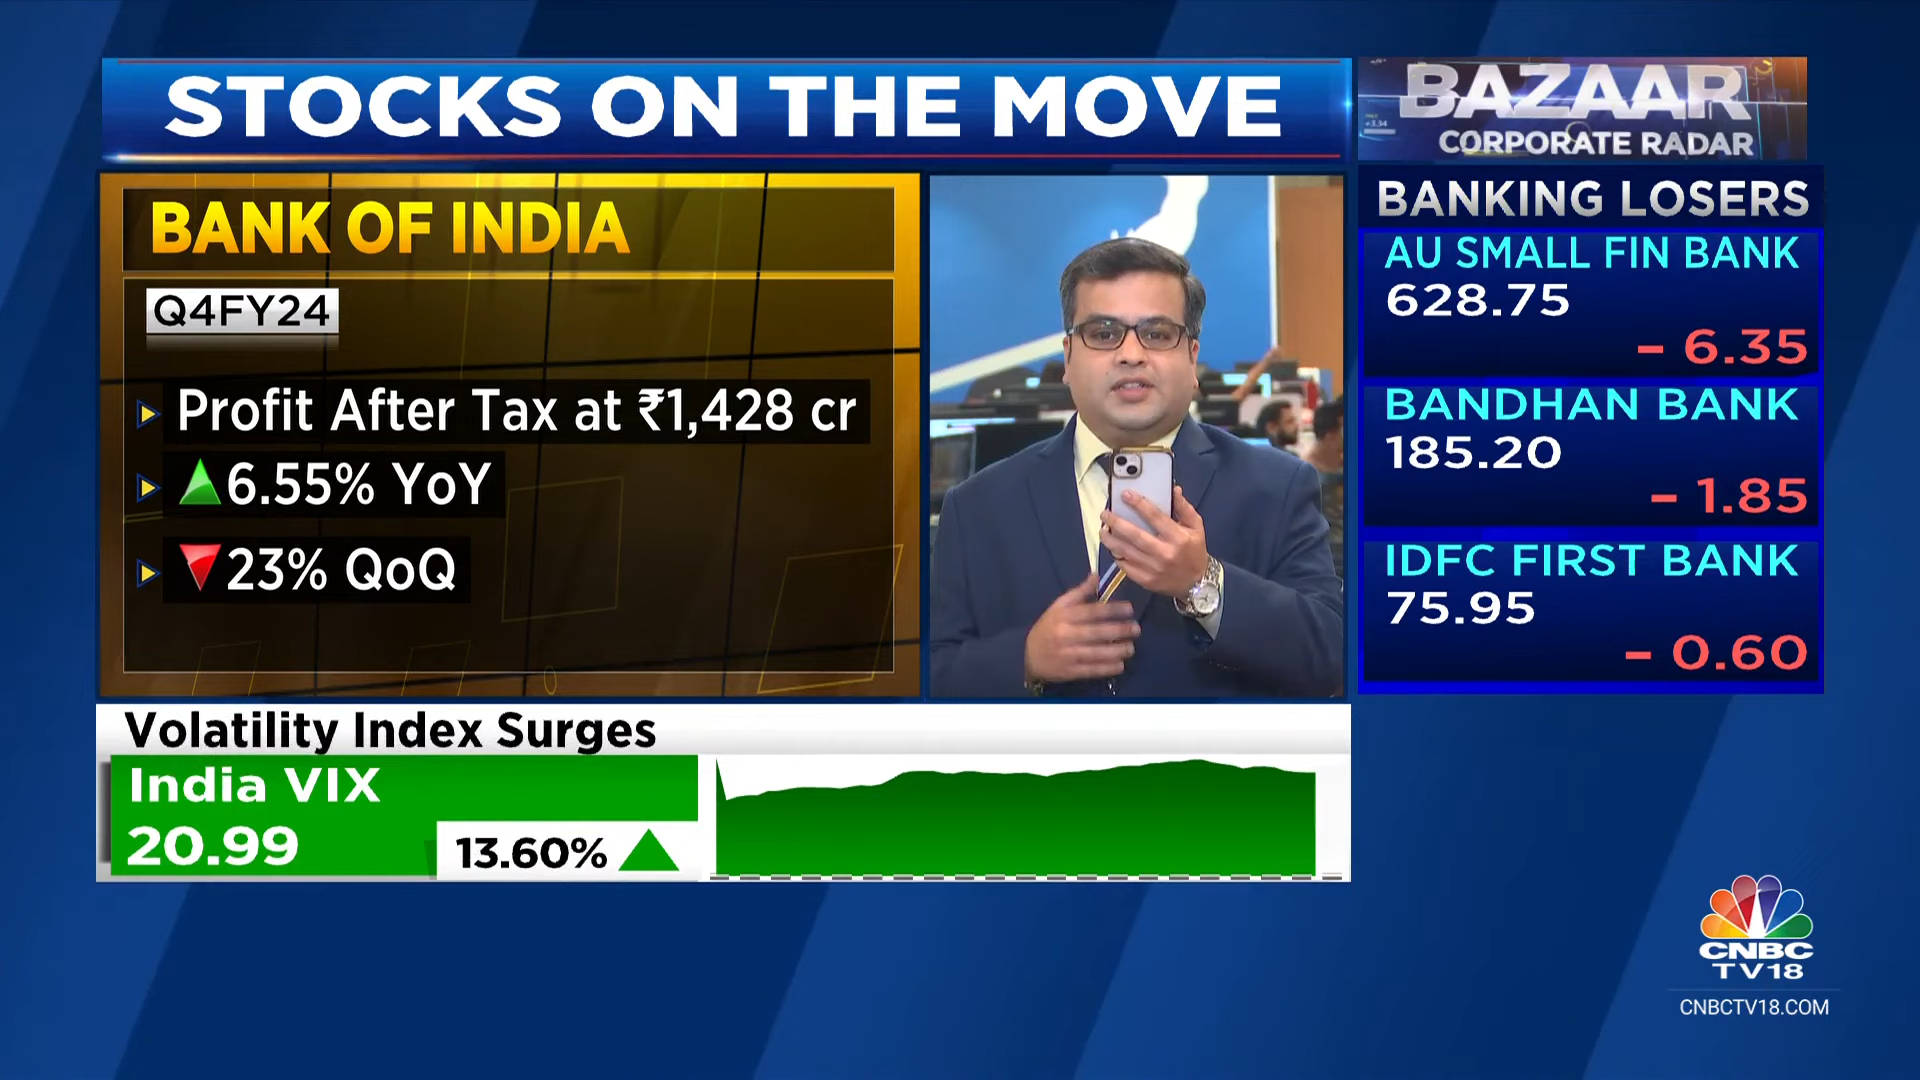 STOCKS ON THE MOVE
BAZAAR
CORPORATE RADAR
+3.34
BANK OF INDIA
Q4FY24
Profit After Tax at ₹1,428 cr
6.55% YoY
23% QoQ
BANKING LOSERS
AU SMALL FIN BANK
628.75
- 6.35
BANDHAN BANK
185.20
- 1.85
IDFC FIRST BANK
75.95
- 0.60
Volatility Index Surges
India VIX
20.99
13.60%
CNBC
TV18
CNBCTV18.COM